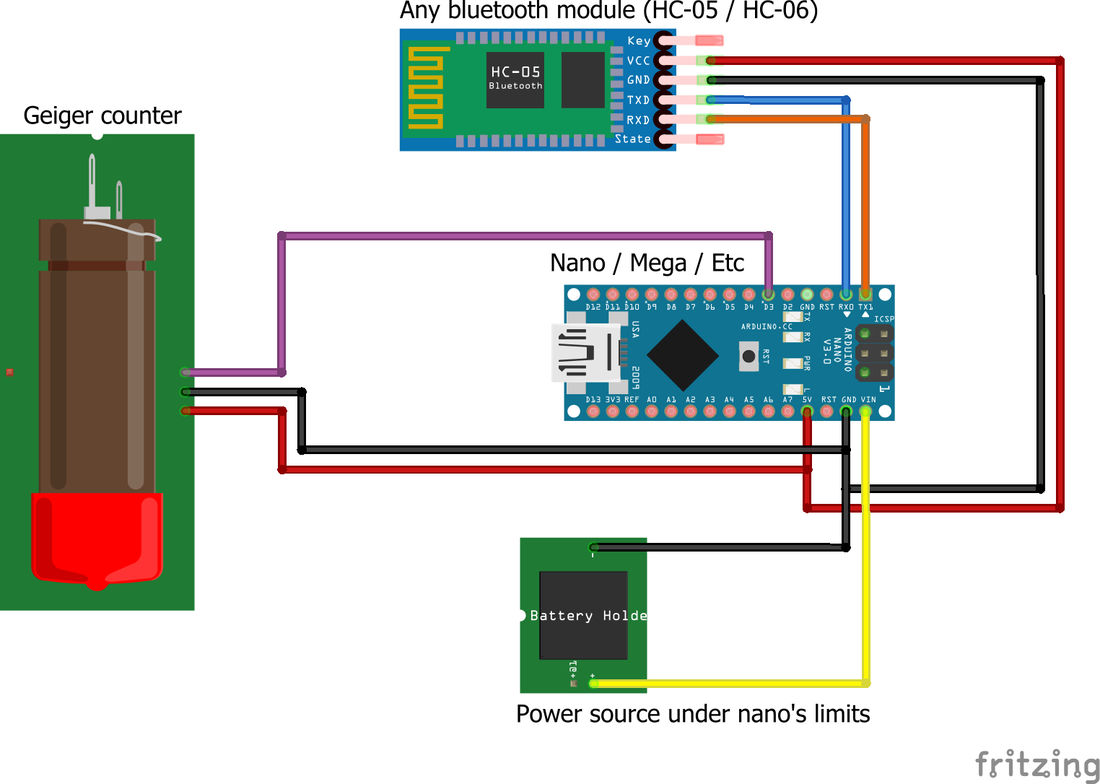 Any bluetooth module (HC-05 / HC-06)
Key
VCC
HC-05
Bluetooth
GND
TXD
RXD
State
Geiger counter
Nano / Mega / Etc
D12 D11 D10 D9 D8 D7 D6 D5 D4 D3 D2 GND RST RX0 TX1
TX
RX
PWR
L
ICSP
1
USA
2009
ARDUINO.CC
RST
ARDUINO
NANO
V3.0
D13 3V3 REF A0 A1 A2 A3 A4 A5 A6 A7 5V RST GND VIN
-
Battery Holde
+
Power source under nano's limits
fritzing